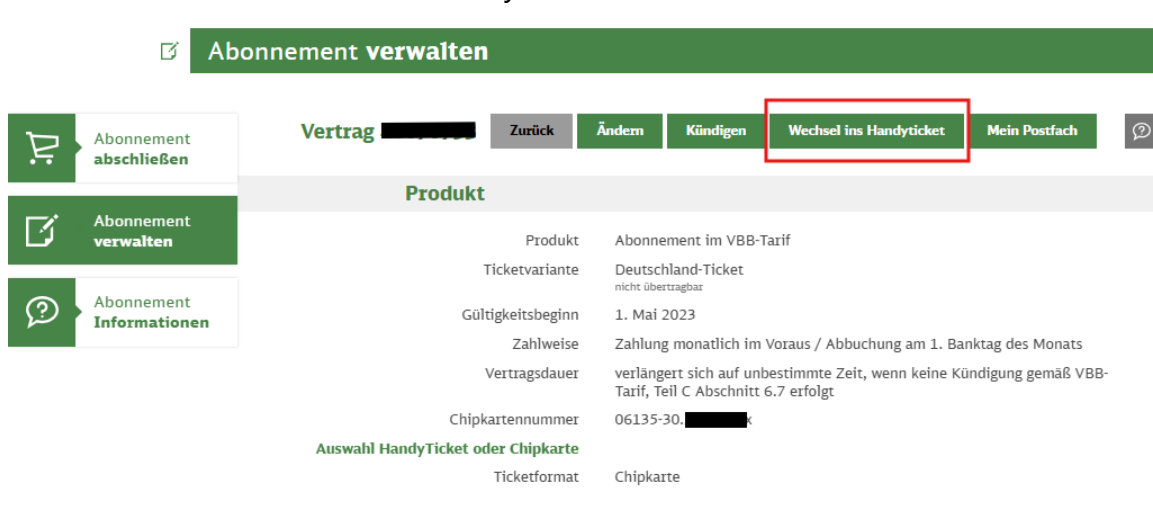 Abonnement verwalten
Abonnement
abschließen
Abonnement
verwalten
Abonnement
Informationen
Vertrag
Zurück
Ändern
Kündigen
Wechsel ins Handyticket
Mein Postfach
Produkt
Produkt Abonnement im VBB-Tarif
Ticketvariante Deutschland-Ticket
nicht übertragbar
Gültigkeitsbeginn 1. Mai 2023
Zahlweise Zahlung monatlich im Voraus / Abbuchung am 1. Banktag des Monats
Vertragsdauer verlängert sich auf unbestimmte Zeit, wenn keine Kündigung gemäß VBB-
Tarif, Teil C Abschnitt 6.7 erfolgt
Chipkartennummer 06135-30.
Auswahl HandyTicket oder Chipkarte
Ticketformat Chipkarte